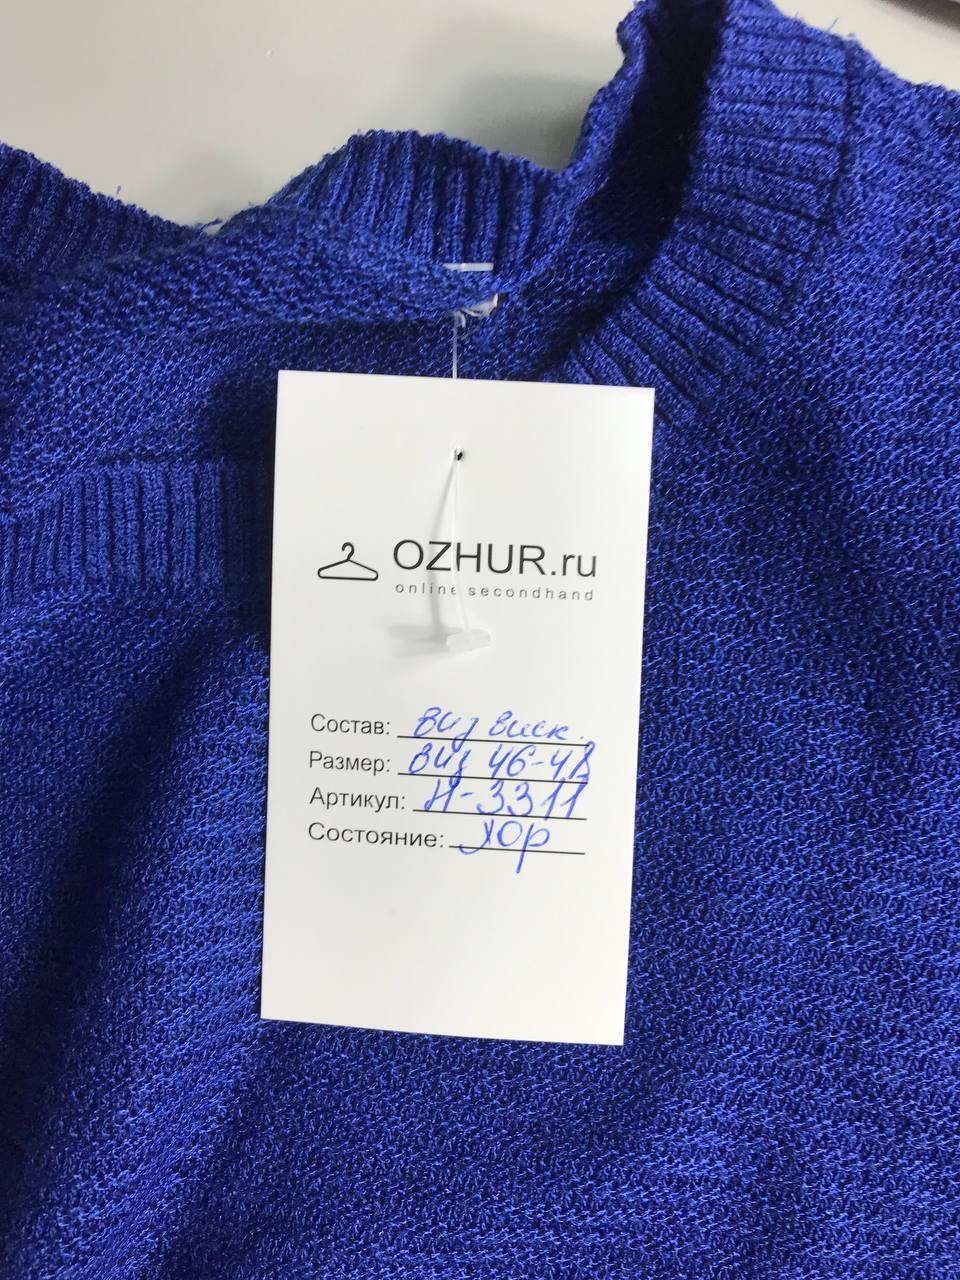 OZHUR.ru
online secondhand
Состав: виз виск.
Размер: виз 46-48
Артикул: Н-3311
Состояние: хор